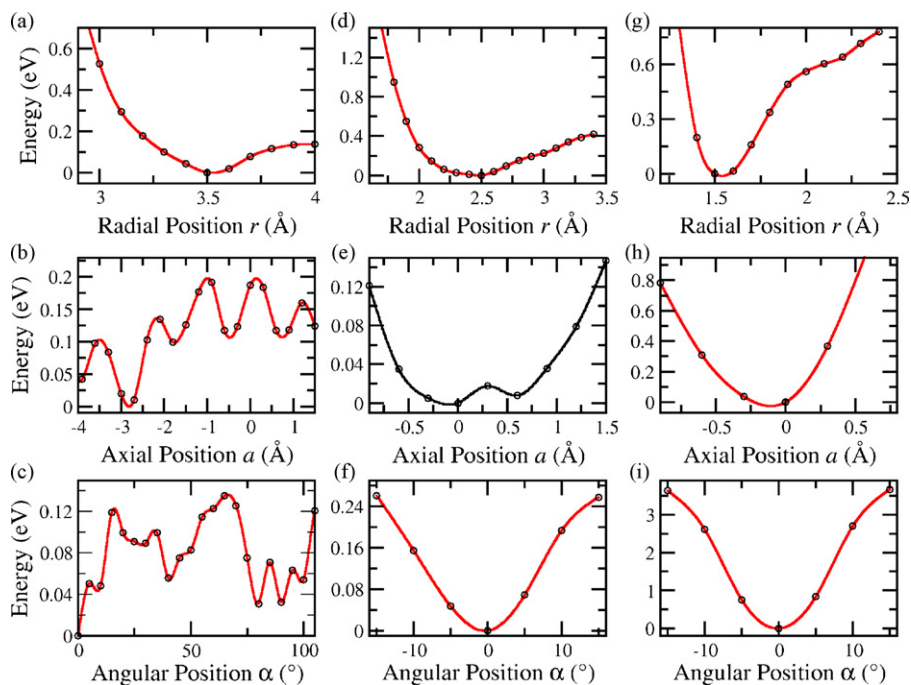 (a) (d) (g)
0.6
0.4
0.2
0
Energy (eV)
3 3.5 4
Radial Position r (Å)
1.6
1.2
0.8
0.4
0
2 2.5 3 3.5
Radial Position r (Å)
0.6
0.3
0
1.5 2 2.5
Radial Position r (Å)
(b) (e) (h)
0.2
0.15
0.1
0.05
0
Energy (eV)
-4 -3 -2 -1 0 1
Axial Position a (Å)
0.12
0.08
0.04
0
-0.5 0 0.5 1 1.5
Axial Position a (Å)
0.8
0.6
0.4
0.2
0
-0.5 0 0.5
Axial Position a (Å)
(c) (f) (i)
0.12
0.08
0.04
0
Energy (eV)
0 50 100
Angular Position α (°)
0.24
0.16
0.08
0
-10 0 10
Angular Position α (°)
3
2
1
0
-10 0 10
Angular Position α (°)